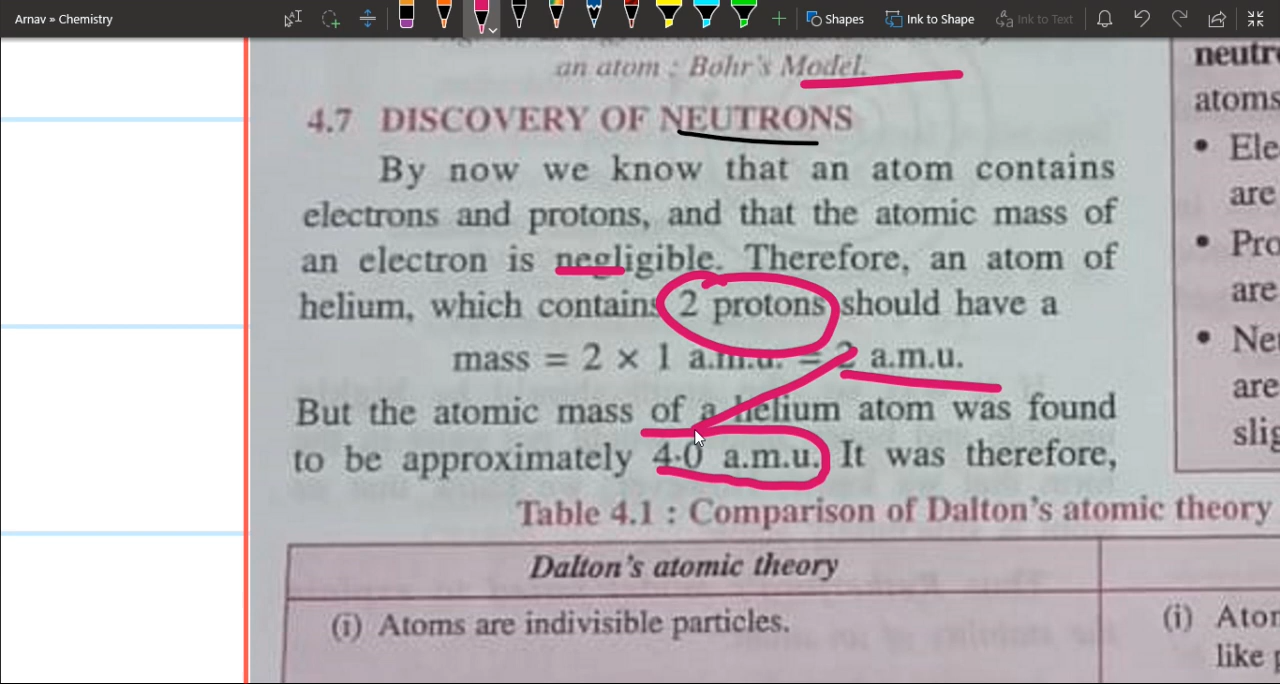 Arnav » Chemistry
Shapes
Ink to Shape
Ink to Text
an atom : Bohr's Model.
4.7 DISCOVERY OF NEUTRONS
By now we know that an atom contains
electrons and protons, and that the atomic mass of
an electron is negligible. Therefore, an atom of
helium, which contains 2 protons should have a
mass = 2 × 1 a.m.u. = 2 a.m.u.
But the atomic mass of a helium atom was found
to be approximately 4·0 a.m.u. It was therefore,
Table 4.1 : Comparison of Dalton's atomic theory
Dalton's atomic theory
(i) Atoms are indivisible particles.
neutr
atoms
• Ele
are
• Pro
are
• Ne
are
slig
(i) Ator
like p